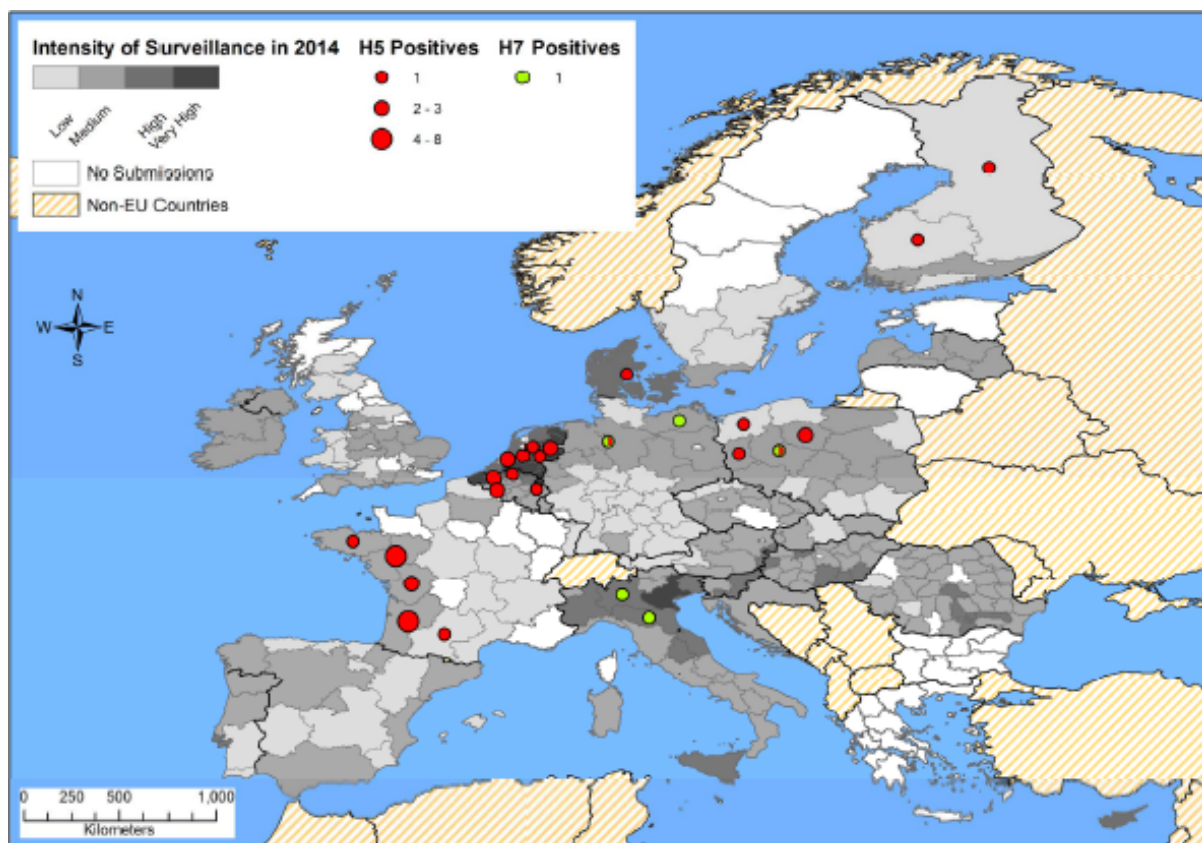 Intensity of Surveillance in 2014
H5 Positives
H7 Positives
1
1
2 - 3
4 - 8
Low
Medium
High
Very High
No Submissions
Non-EU Countries
N
W
E
S
0
250
500
1,000
Kilometers